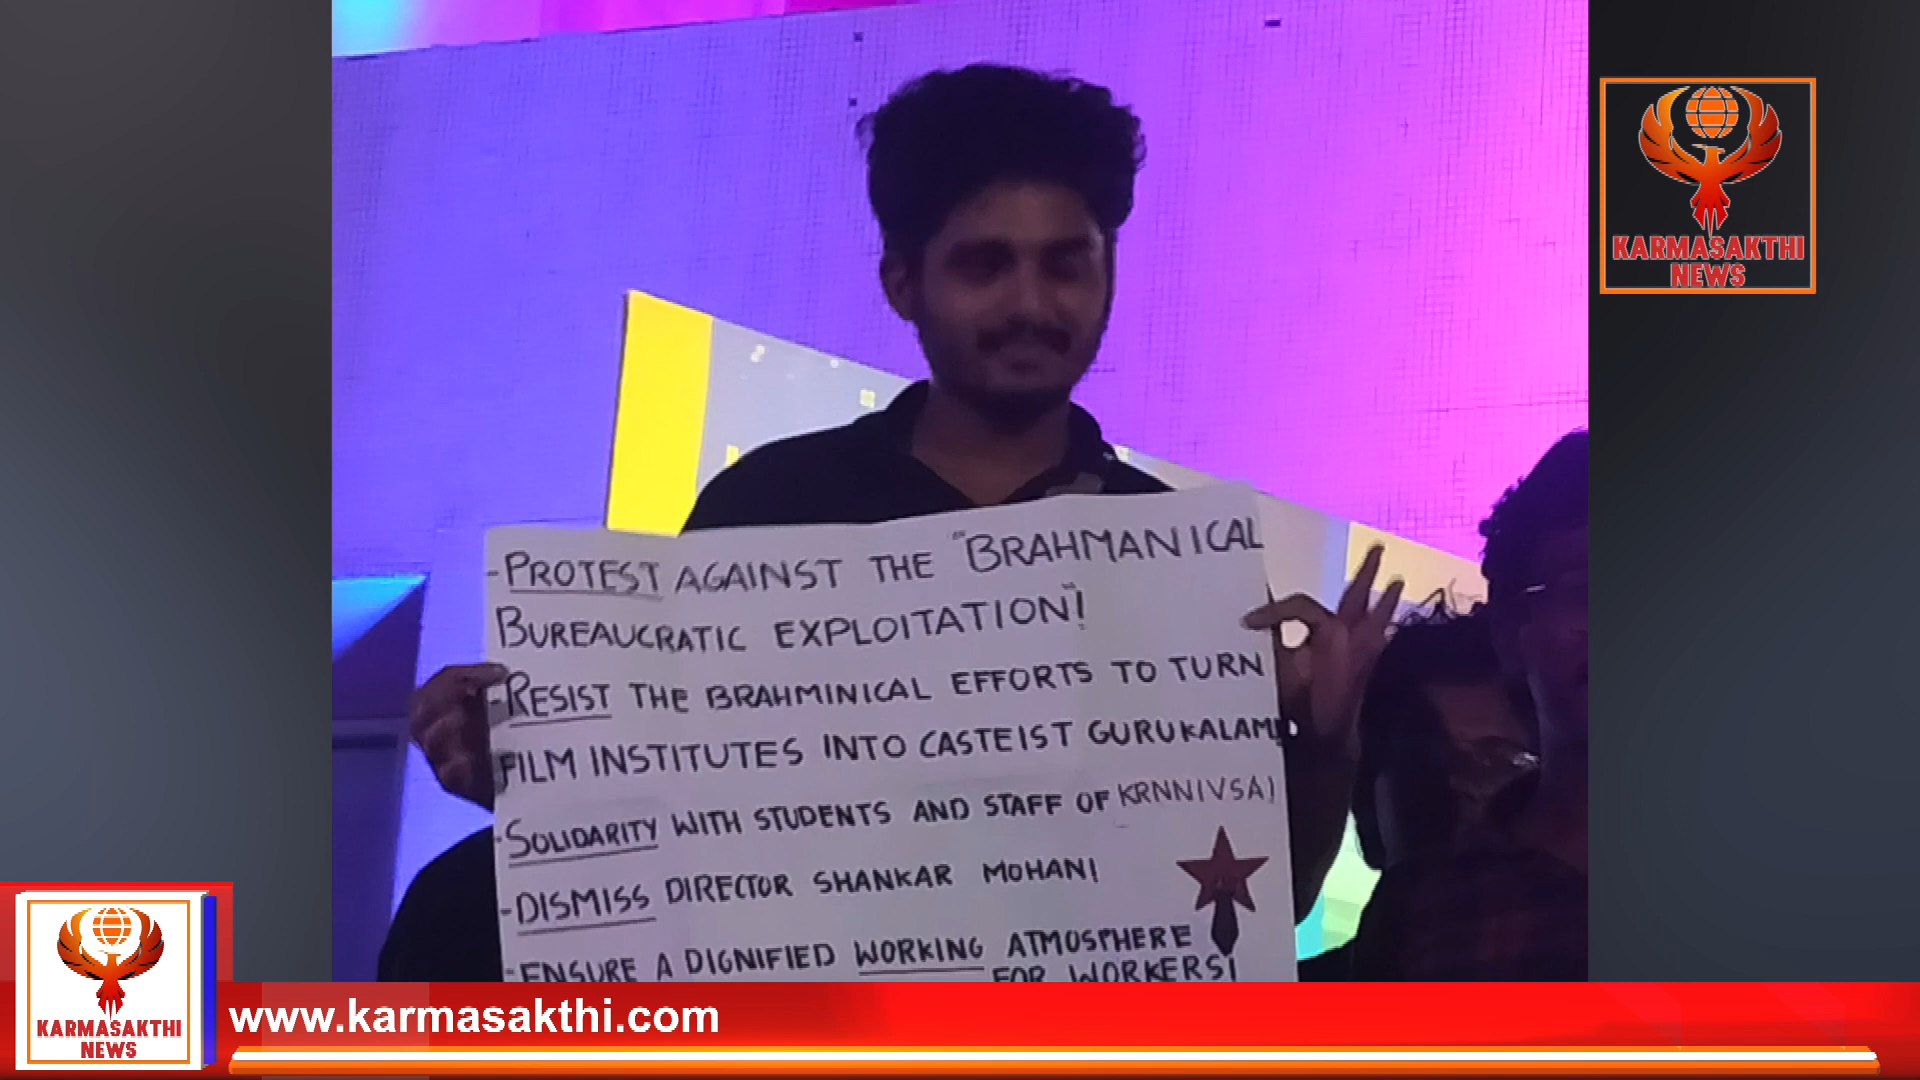 KARMASAKTHI
NEWS
-PROTEST AGAINST THE "BRAHMANICAL
BUREAUCRATIC EXPLOITATION"!
-RESIST THE BRAHMINICAL EFFORTS TO TURN
FILM INSTITUTES INTO CASTEIST GURUKALAM!
-SOLIDARITY WITH STUDENTS AND STAFF OF KRNNIVSA!
-DISMISS DIRECTOR SHANKAR MOHAN!
-ENSURE A DIGNIFIED WORKING ATMOSPHERE
FOR WORKERS!
KARMASAKTHI
NEWS
www.karmasakthi.com